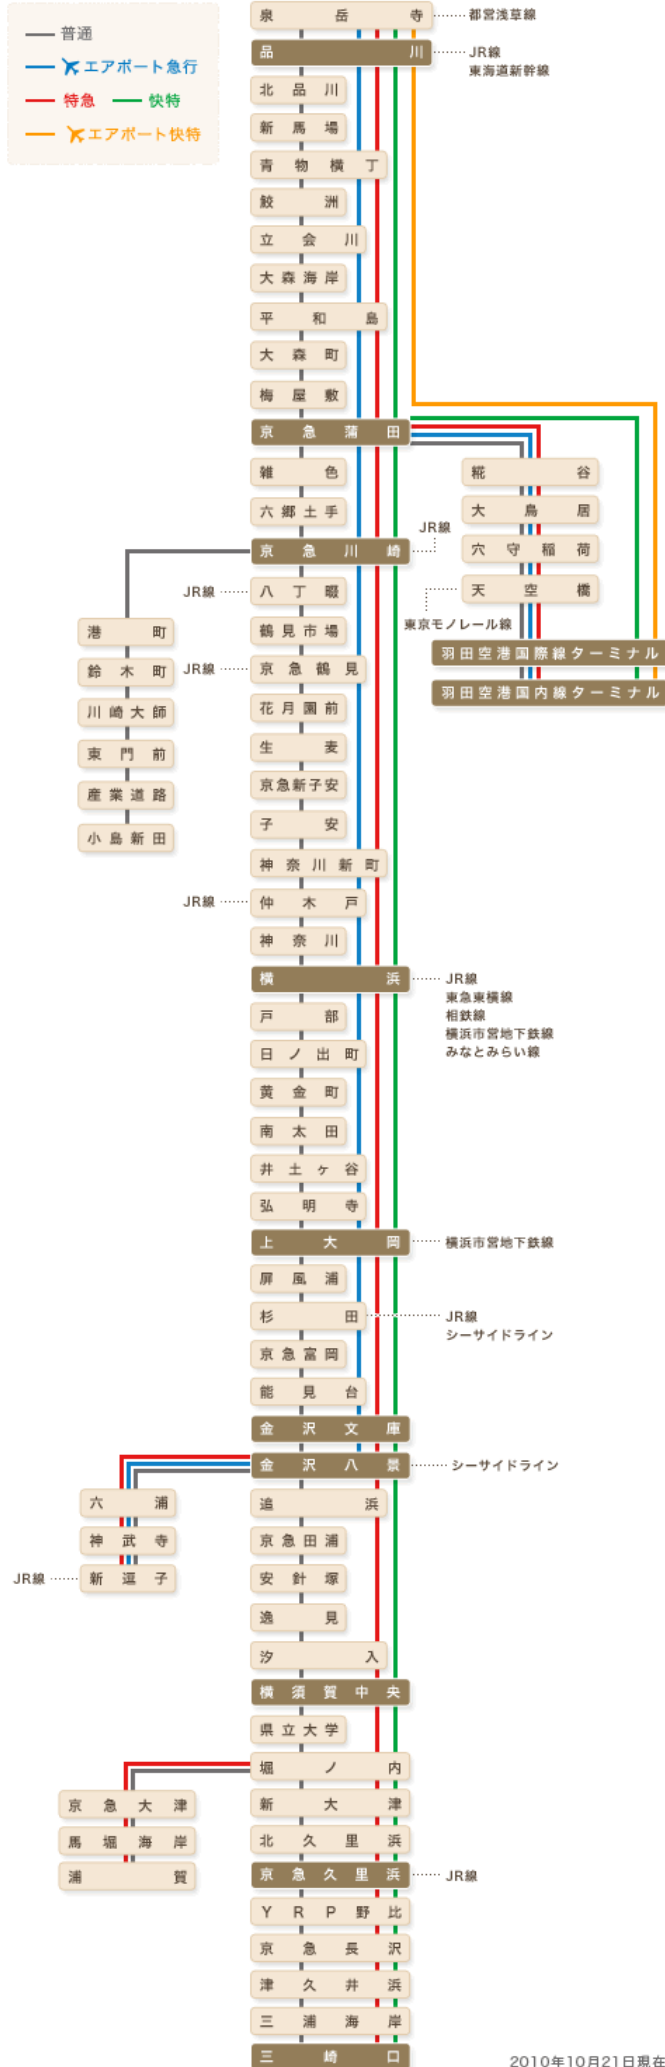 普通
エアポート急行
特急
快特
エアポート快特
泉岳寺
都営浅草線
品川
JR線
東海道新幹線
北品川
新馬場
青物横丁
鮫洲
立会川
大森海岸
平和島
大森町
梅屋敷
京急蒲田
雑色
六郷土手
糀谷
大鳥居
穴守稲荷
天空橋
東京モノレール線
羽田空港国際線ターミナル
羽田空港国内線ターミナル
京急川崎
JR線
港町
鈴木町
川崎大師
東門前
産業道路
小島新田
八丁畷
JR線
鶴見市場
京急鶴見
JR線
花月園前
生麦
京急新子安
子安
神奈川新町
仲木戸
JR線
神奈川
横浜
JR線
東急東横線
相鉄線
横浜市営地下鉄線
みなとみらい線
戸部
日ノ出町
黄金町
南太田
井土ヶ谷
弘明寺
上大岡
横浜市営地下鉄線
屏風浦
杉田
JR線
シーサイドライン
京急富岡
能見台
金沢文庫
金沢八景
シーサイドライン
六浦
神武寺
新逗子
JR線
追浜
京急田浦
安針塚
逸見
汐入
横須賀中央
県立大学
堀ノ内
京急大津
馬堀海岸
浦賀
新大津
北久里浜
京急久里浜
JR線
YRP野比
京急長沢
津久井浜
三浦海岸
三崎口
2010年10月21日現在